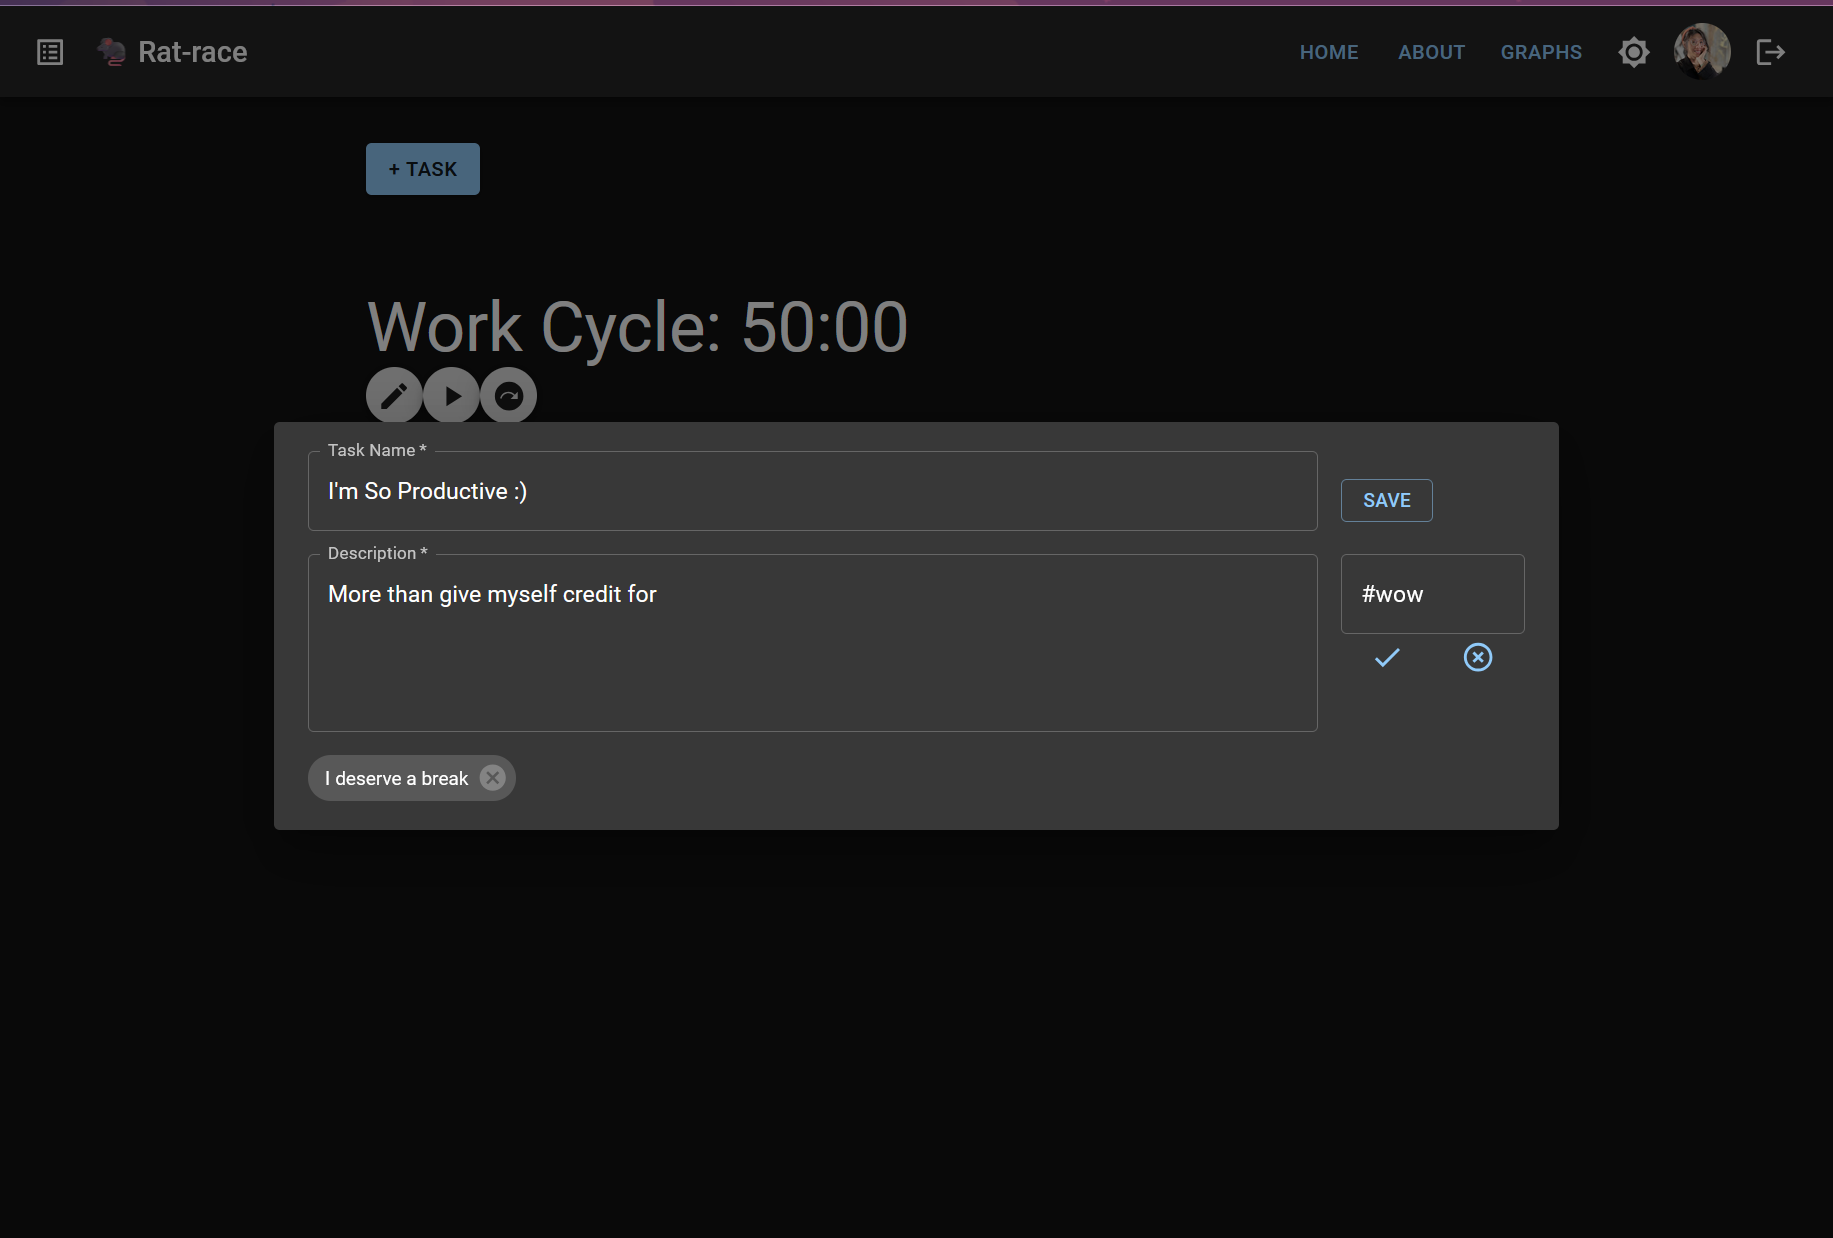 Rat-race
HOME ABOUT GRAPHS
+ TASK
Work Cycle: 50:00
Task Name *
I'm So Productive :)
SAVE
Description *
More than give myself credit for
#wow
I deserve a break